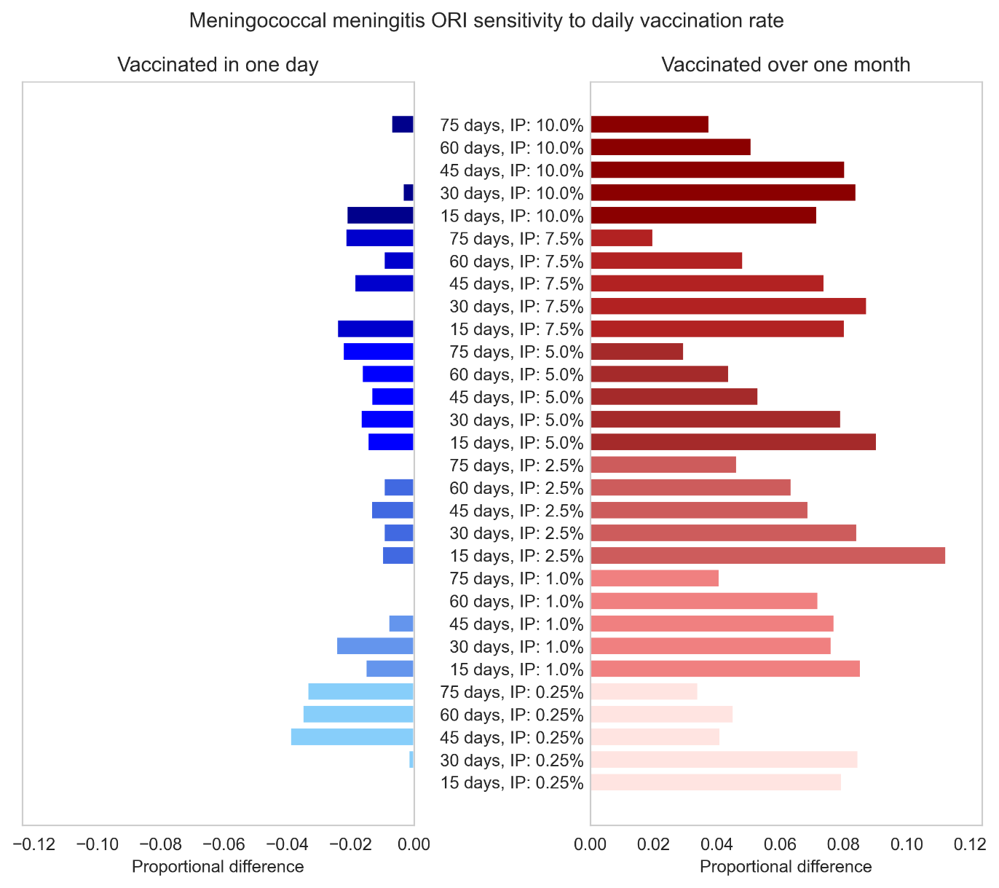 Meningococcal meningitis ORI sensitivity to daily vaccination rate
Vaccinated in one day
Vaccinated over one month
75 days, IP: 10.0%
60 days, IP: 10.0%
45 days, IP: 10.0%
30 days, IP: 10.0%
15 days, IP: 10.0%
75 days, IP: 7.5%
60 days, IP: 7.5%
45 days, IP: 7.5%
30 days, IP: 7.5%
15 days, IP: 7.5%
75 days, IP: 5.0%
60 days, IP: 5.0%
45 days, IP: 5.0%
30 days, IP: 5.0%
15 days, IP: 5.0%
75 days, IP: 2.5%
60 days, IP: 2.5%
45 days, IP: 2.5%
30 days, IP: 2.5%
15 days, IP: 2.5%
75 days, IP: 1.0%
60 days, IP: 1.0%
45 days, IP: 1.0%
30 days, IP: 1.0%
15 days, IP: 1.0%
75 days, IP: 0.25%
60 days, IP: 0.25%
45 days, IP: 0.25%
30 days, IP: 0.25%
15 days, IP: 0.25%
−0.12 −0.10 −0.08 −0.06 −0.04 −0.02 0.00
0.00 0.02 0.04 0.06 0.08 0.10 0.12
Proportional difference
Proportional difference